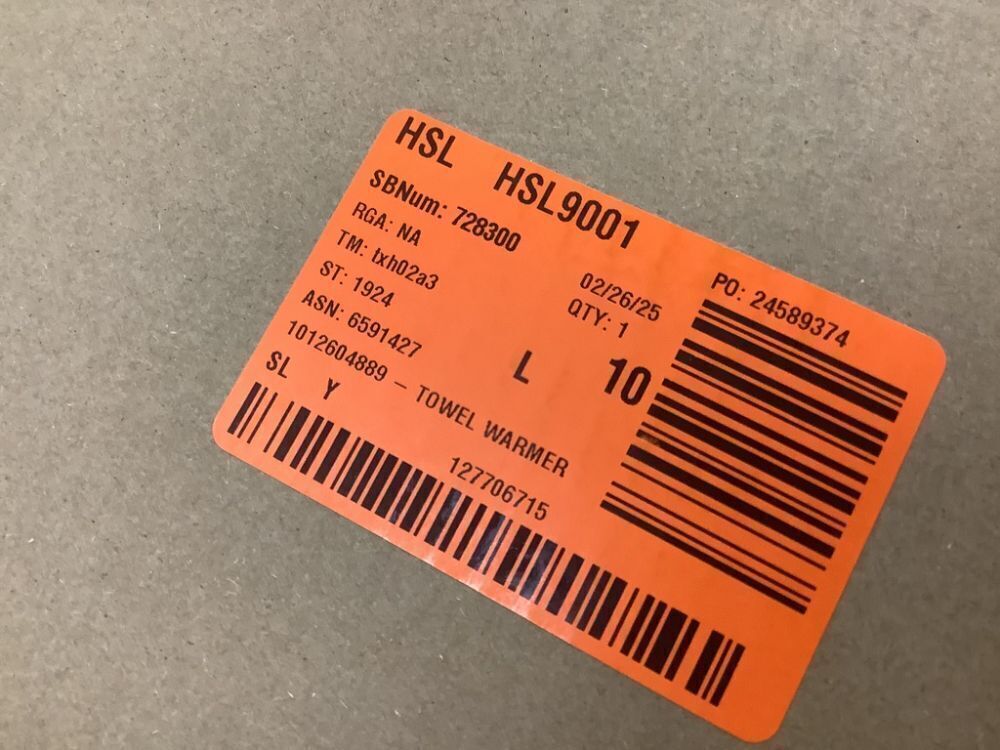 HSL HSL9001
SBNum: 728300
RGA: NA
TM: txh02a3
ST: 1924
ASN: 6591427
1012604889 – TOWEL WARMER
SL Y
127706715
02/26/25
QTY: 1
L 10
PO: 24589374